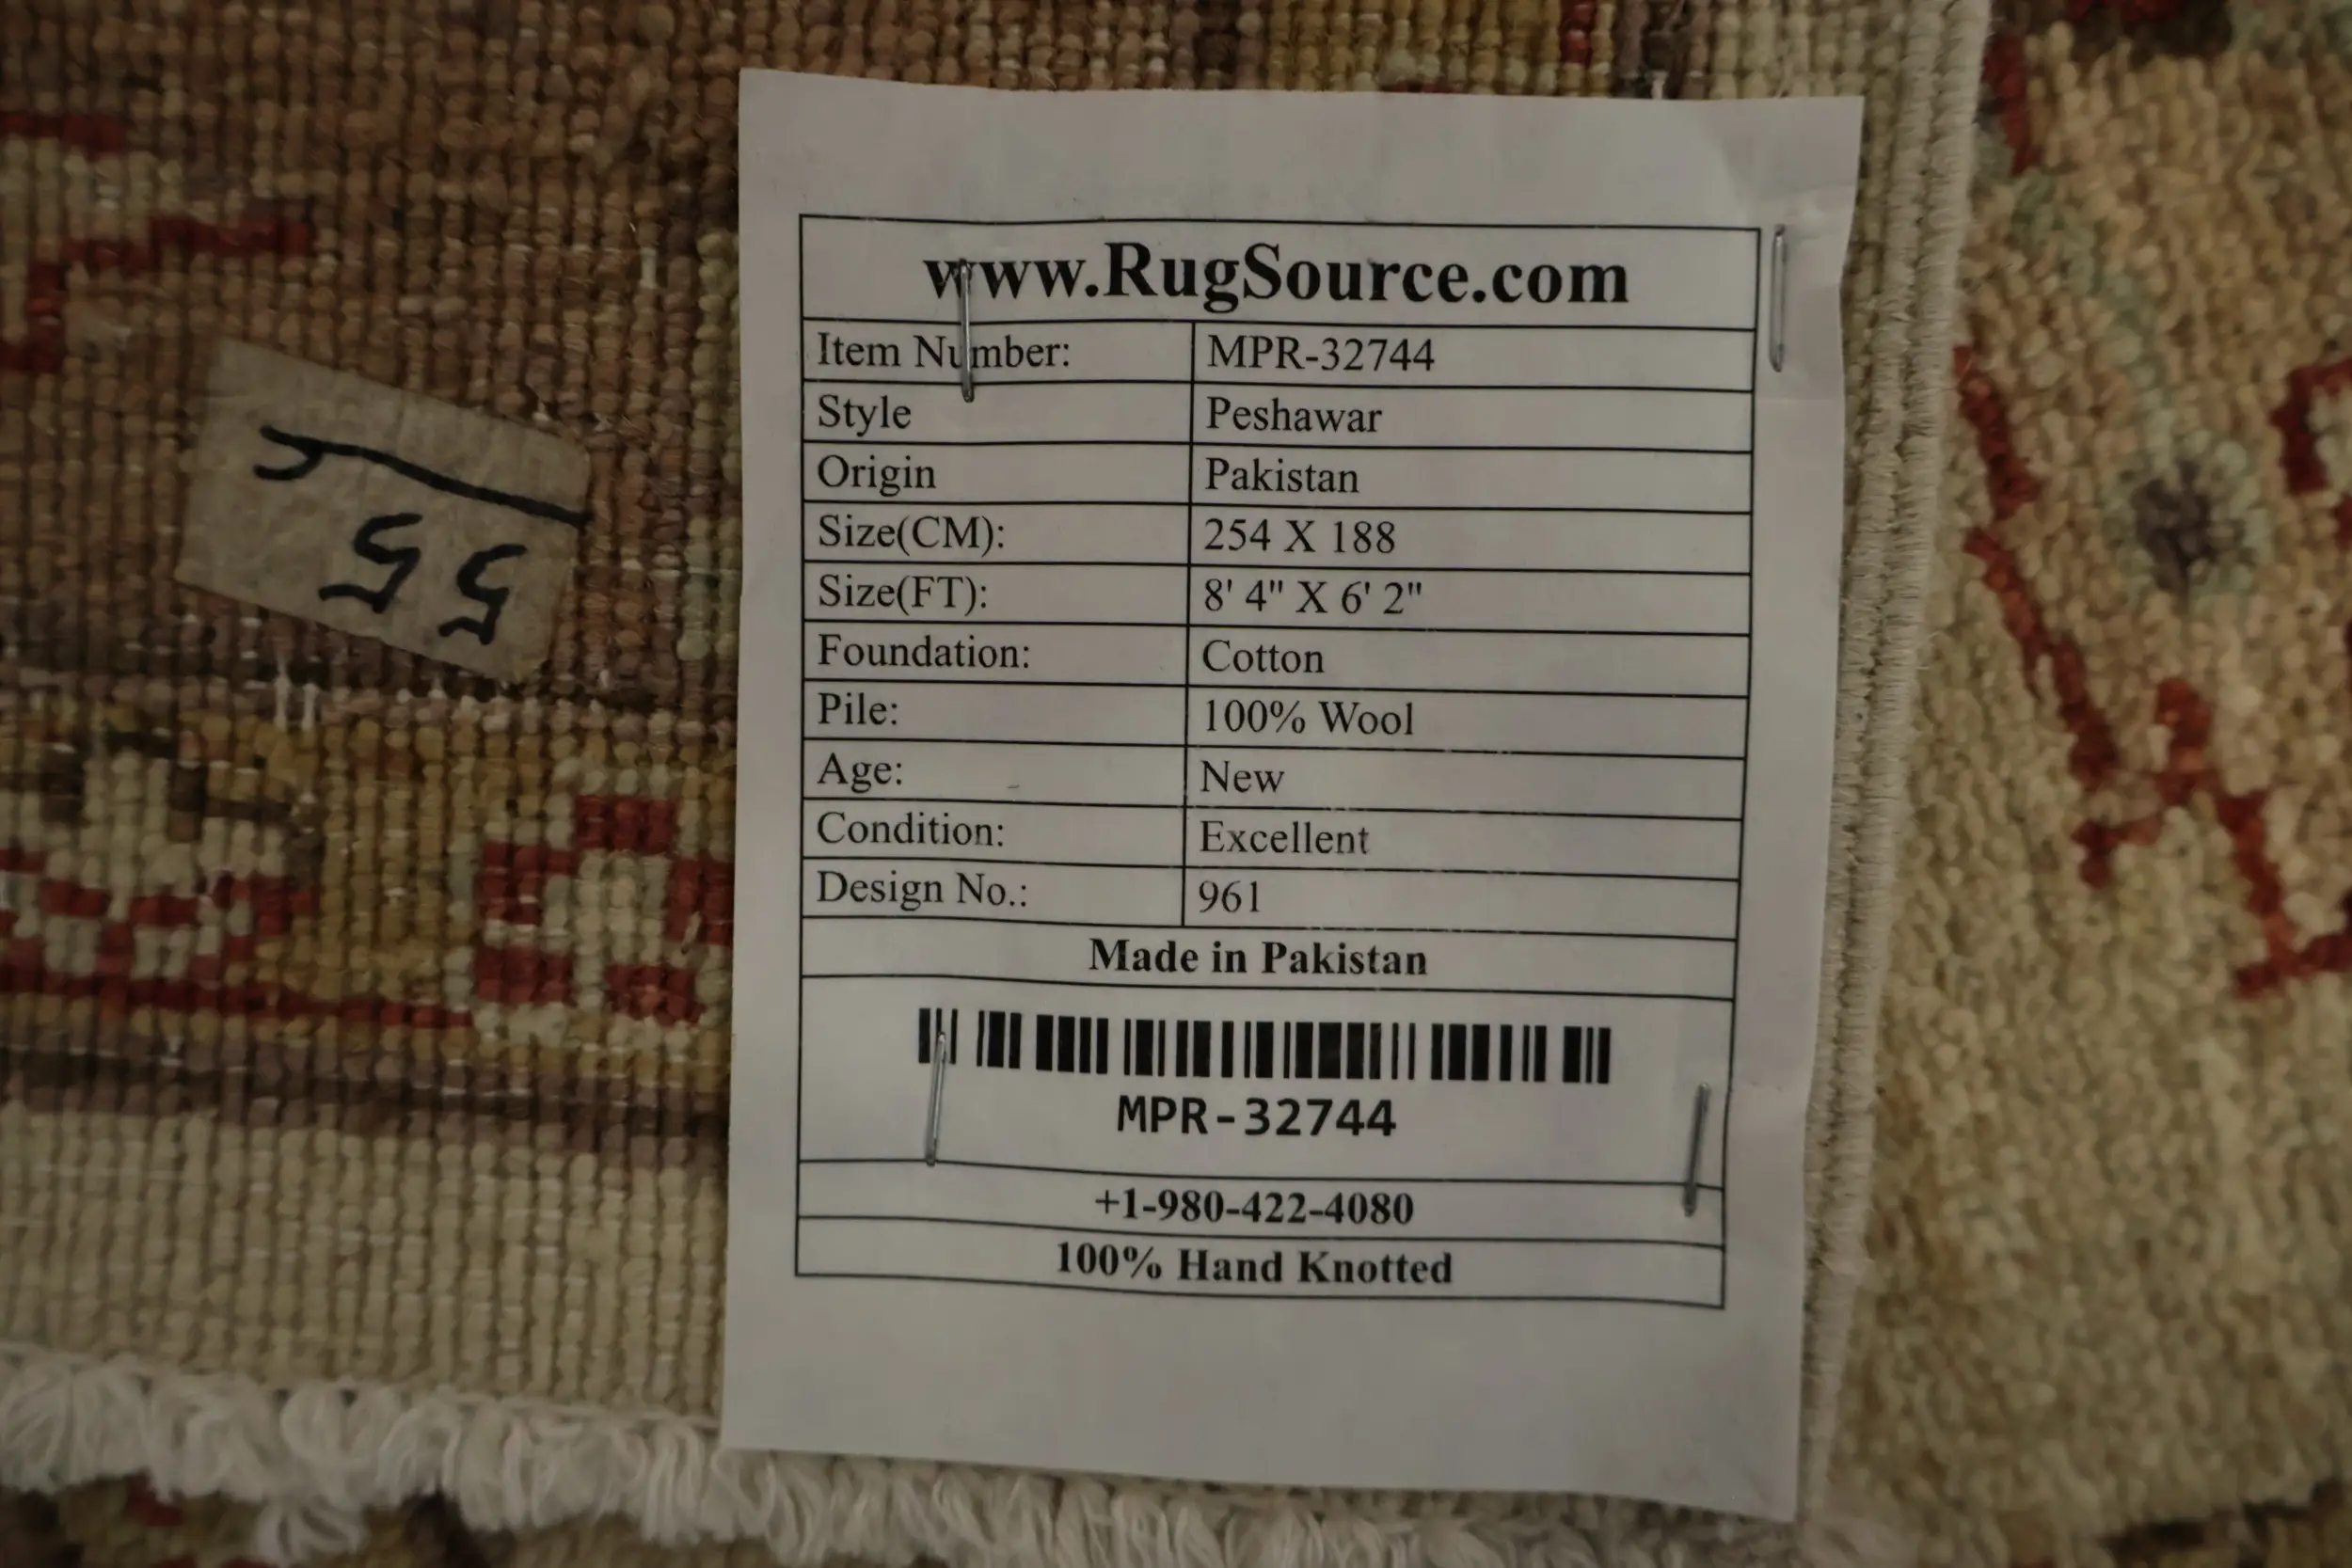 www.RugSource.com
Item Number: MPR-32744
Style Peshawar
Origin Pakistan
Size(CM): 254 X 188
Size(FT): 8' 4" X 6' 2"
Foundation: Cotton
Pile: 100% Wool
Age: New
Condition: Excellent
Design No.: 961
Made in Pakistan
MPR-32744
+1-980-422-4080
100% Hand Knotted
55